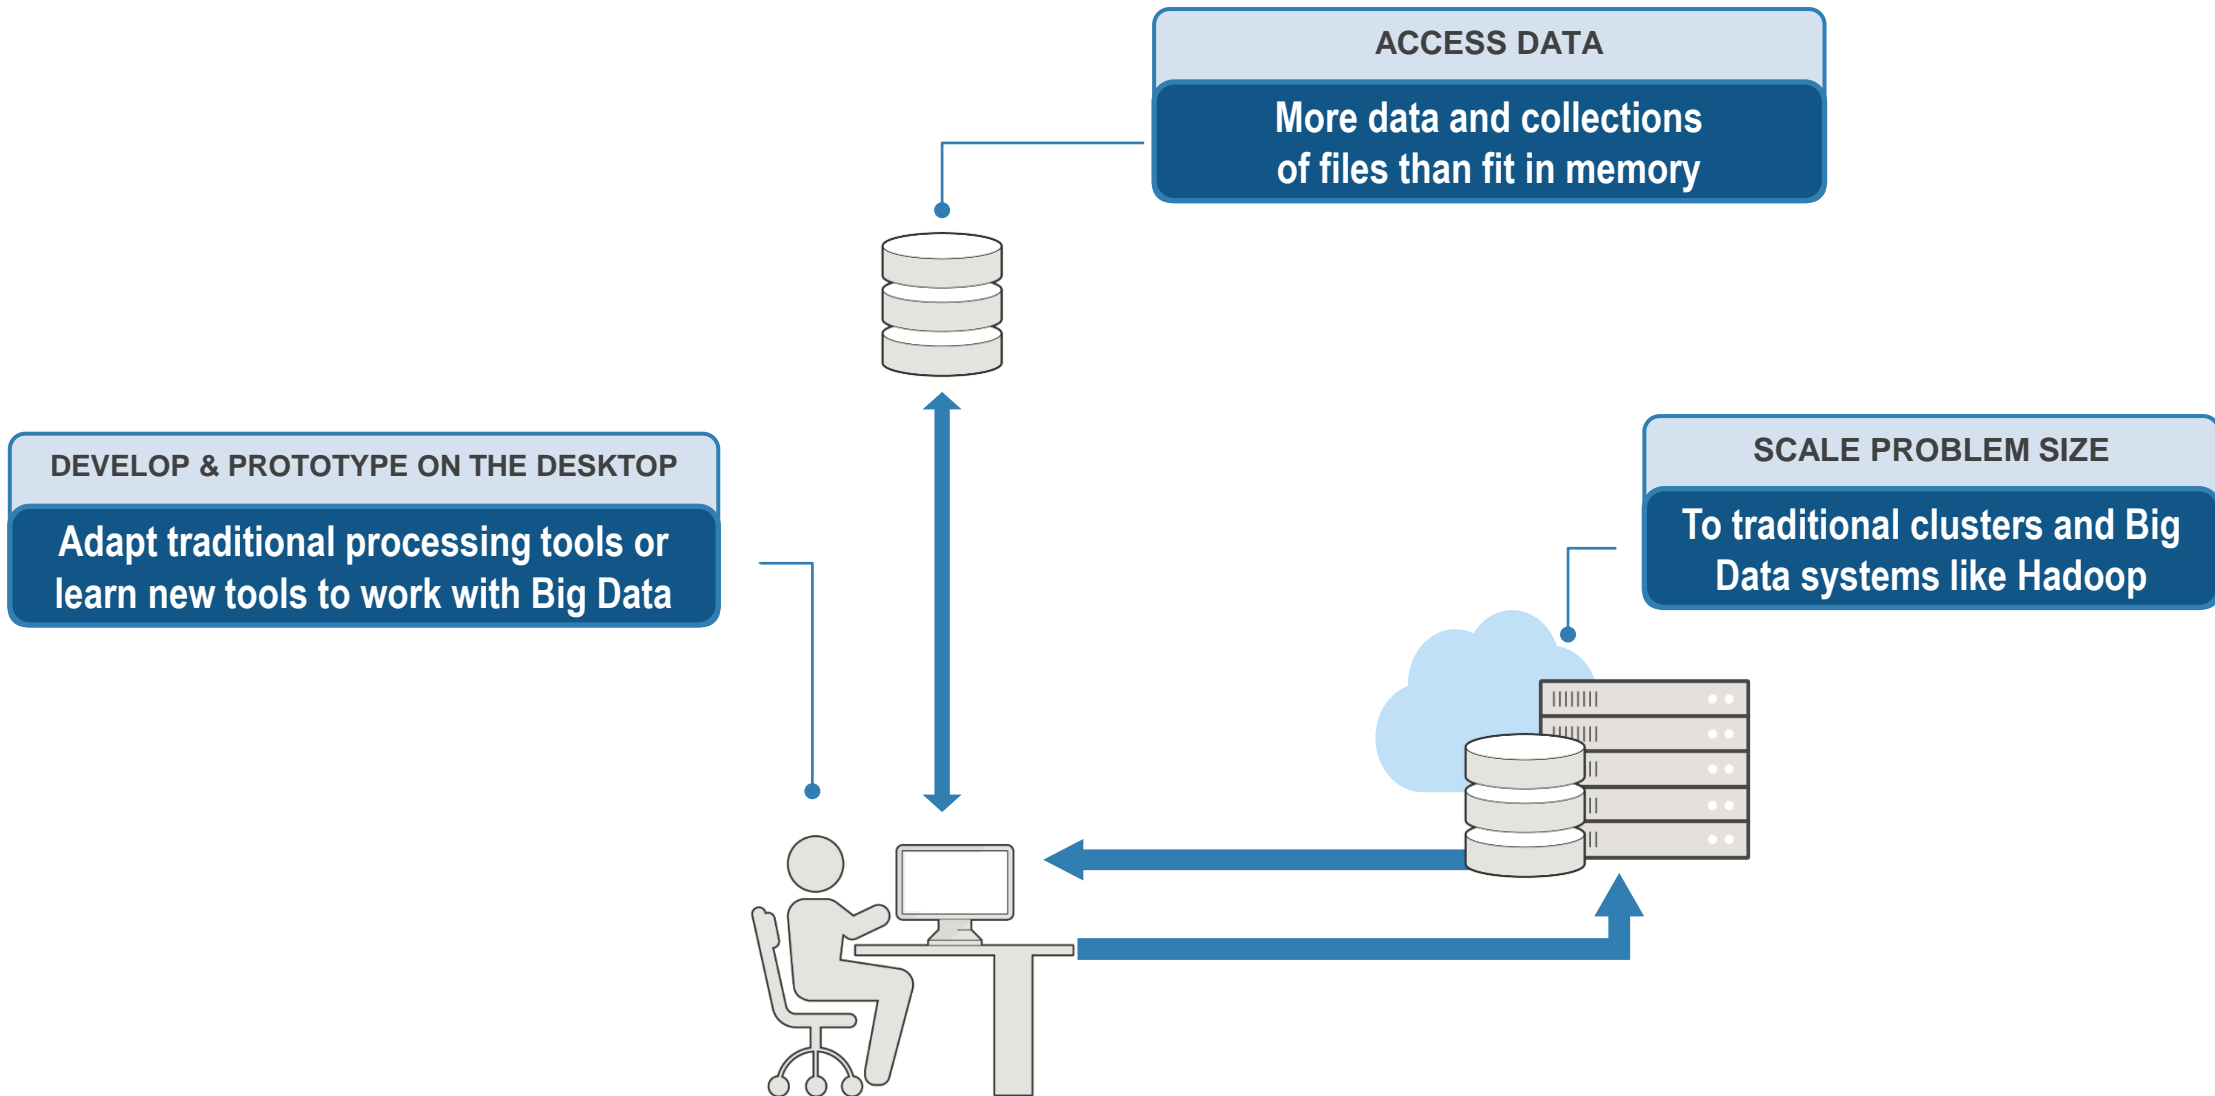 ACCESS DATA
More data and collections
of files than fit in memory
DEVELOP & PROTOTYPE ON THE DESKTOP
Adapt traditional processing tools or
learn new tools to work with Big Data
SCALE PROBLEM SIZE
To traditional clusters and Big
Data systems like Hadoop